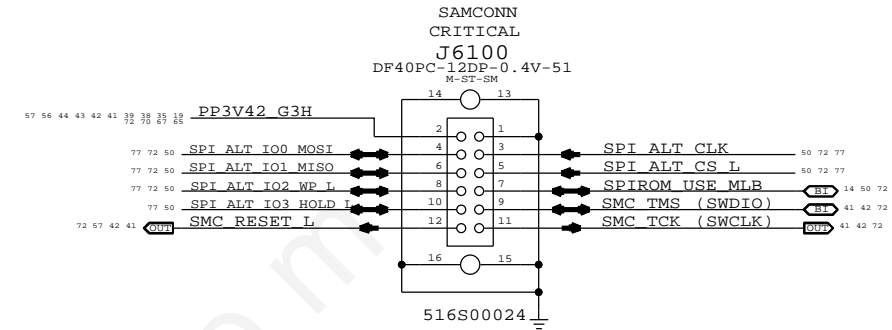 SAMCONN
CRITICAL
J6100
DF40PC-12DP-0.4V-51
M-ST-SM
14 13
57 56 44 43 42 41 39 38 35 19 PP3V42_G3H
72 70 67 65
2 1
77 72 50 SPI_ALT_IO0_MOSI 4 3 SPI_ALT_CLK 50 72 77
77 72 50 SPI_ALT_IO1_MISO 6 5 SPI_ALT_CS_L 50 72 77
77 72 50 SPI_ALT_IO2_WP_L 8 7 SPIROM_USE_MLB BI 14 50 72
77 50 SPI_ALT_IO3_HOLD_L 10 9 SMC_TMS (SWDIO) BI 41 42 72
72 57 42 41 OUT SMC_RESET_L 12 11 SMC_TCK (SWCLK) OUT 41 42 72
16 15
516S00024
om